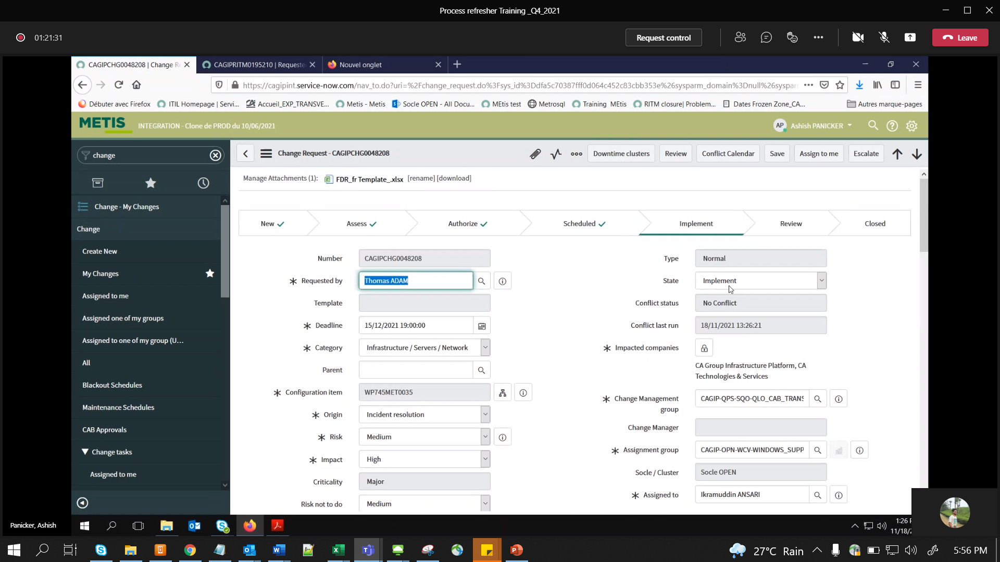 Process refresher Training _Q4_2021
01:21:31
Request control
Leave
CAGIPCHG0048208 | Change Re
CAGIPRITM0195210 | Requeste
Nouvel onglet
https://cagipint.service-now.com/nav_to.do?uri=%2Fchange_request.do%3Fsys_id%3Ddfa5c70387fff0d064c452c83cbb353e%26sysparm_domain%3Dnull%26syspar
Débuter avec Firefox
ITIL Homepage | Servi...
Accueil_EXP_TRANSVE...
Metis - Metis
Socle OPEN - All Docu...
MEtis test
Metrosql
Training MEtis
RITM closure| Problem...
Dates Frozen Zone_CA...
Autres marque-pages
METIS
INTEGRATION - Clone de PROD du 10/06/2021
AP
Ashish PANICKER
change
Change Request - CAGIPCHG0048208
Downtime clusters
Review
Conflict Calendar
Save
Assign to me
Escalate
Manage Attachments (1):
FDR_fr Template_.xlsx
[rename] [download]
Change - My Changes
Change
Create New
My Changes
Assigned to me
Assigned one of my groups
Assigned to one of my group (U...
All
Blackout Schedules
Maintenance Schedules
CAB Approvals
Change tasks
Assigned to me
New
Assess
Authorize
Scheduled
Implement
Review
Closed
Number
CAGIPCHG0048208
Requested by
Thomas ADAM
Template
Deadline
15/12/2021 19:00:00
Category
Infrastructure / Servers / Network
Parent
Configuration item
WP745MET0035
Origin
Incident resolution
Risk
Medium
Impact
High
Criticality
Major
Risk not to do
Medium
Type
Normal
State
Implement
Conflict status
No Conflict
Conflict last run
18/11/2021 13:26:21
Impacted companies
CA Group Infrastructure Platform, CA
Technologies & Services
Change Management
group
CAGIP-QPS-SQO-QLO_CAB_TRANS
Change Manager
Assignment group
CAGIP-OPN-WCV-WINDOWS_SUPP
Socle / Cluster
Socle OPEN
Assigned to
Ikramuddin ANSARI
Panicker, Ashish
1:26 P
11/18/2
27°C Rain
5:56 PM